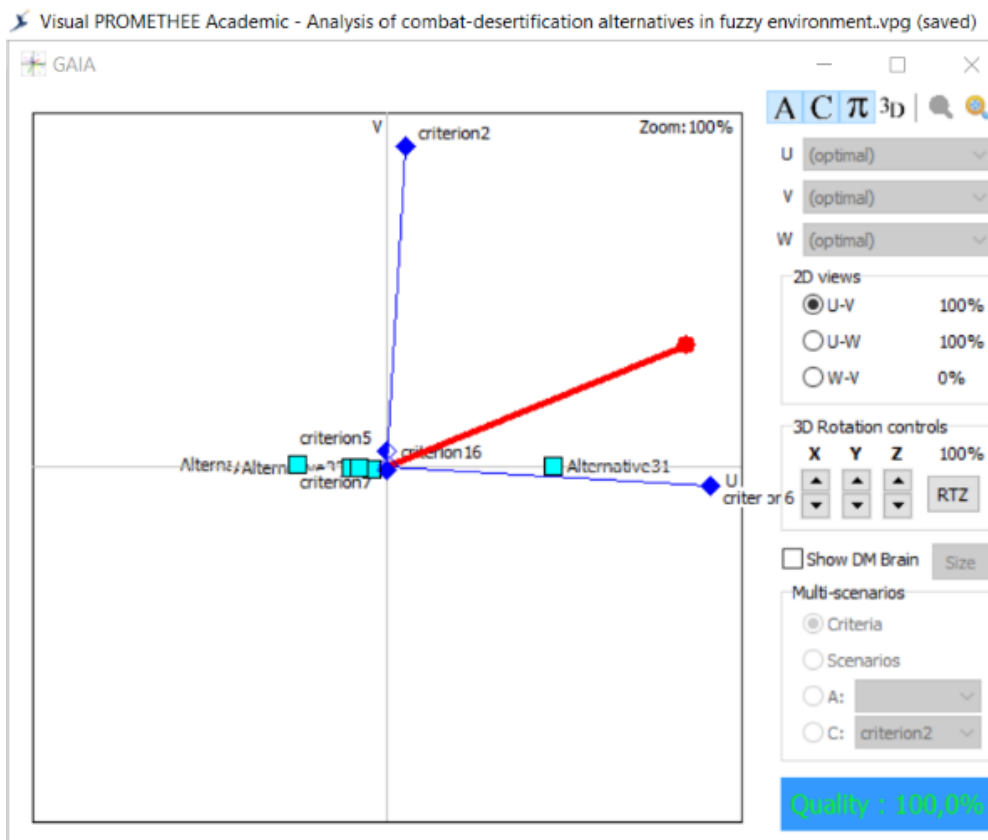 Visual PROMETHEE Academic - Analysis of combat-desertification alternatives in fuzzy environment..vpg (saved)
GAIA
A C π 3D
V
criterion2
Zoom: 100%
U (optimal)
V (optimal)
W (optimal)
2D views
U-V 100%
U-W 100%
W-V 0%
criterion5
criterion16
criterion7
Alternative31
U
criterior6
3D Rotation controls
X Y Z 100%
RTZ
Show DM Brain
Size
Multi-scenarios
Criteria
Scenarios
A:
C: criterion2
Quality : 100,0%